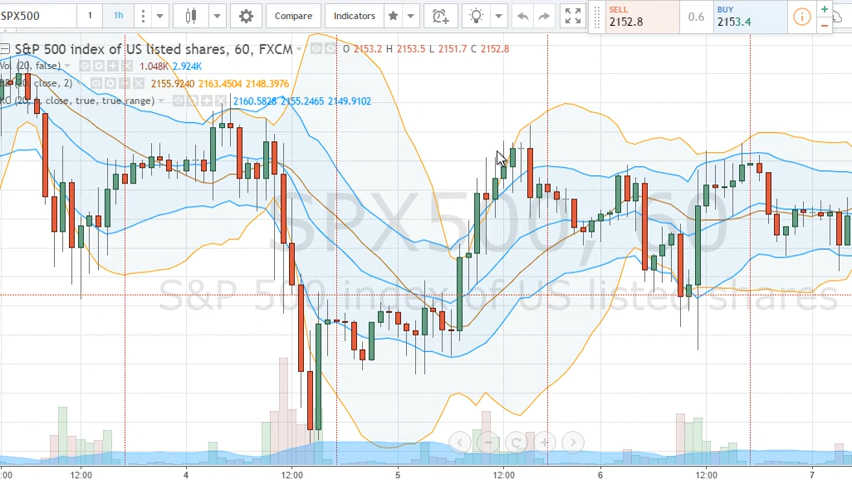 SPX500 1 1h Compare Indicators SELL 2152.8 0.6 BUY 2153.4
S&P 500 index of US listed shares, 60, FXCM O 2153.2 H 2153.5 L 2151.7 C 2152.8
Vol (20, false) 1.048K 2.924K
close, 2) 2155.9240 2163.4504 2148.3976
close, true, true, range) 2160.5828 2155.2465 2149.9102
SPX500, 60
S&P 500 index of US listed shares
:00 4 12:00 5 12:00 6 12:00 7